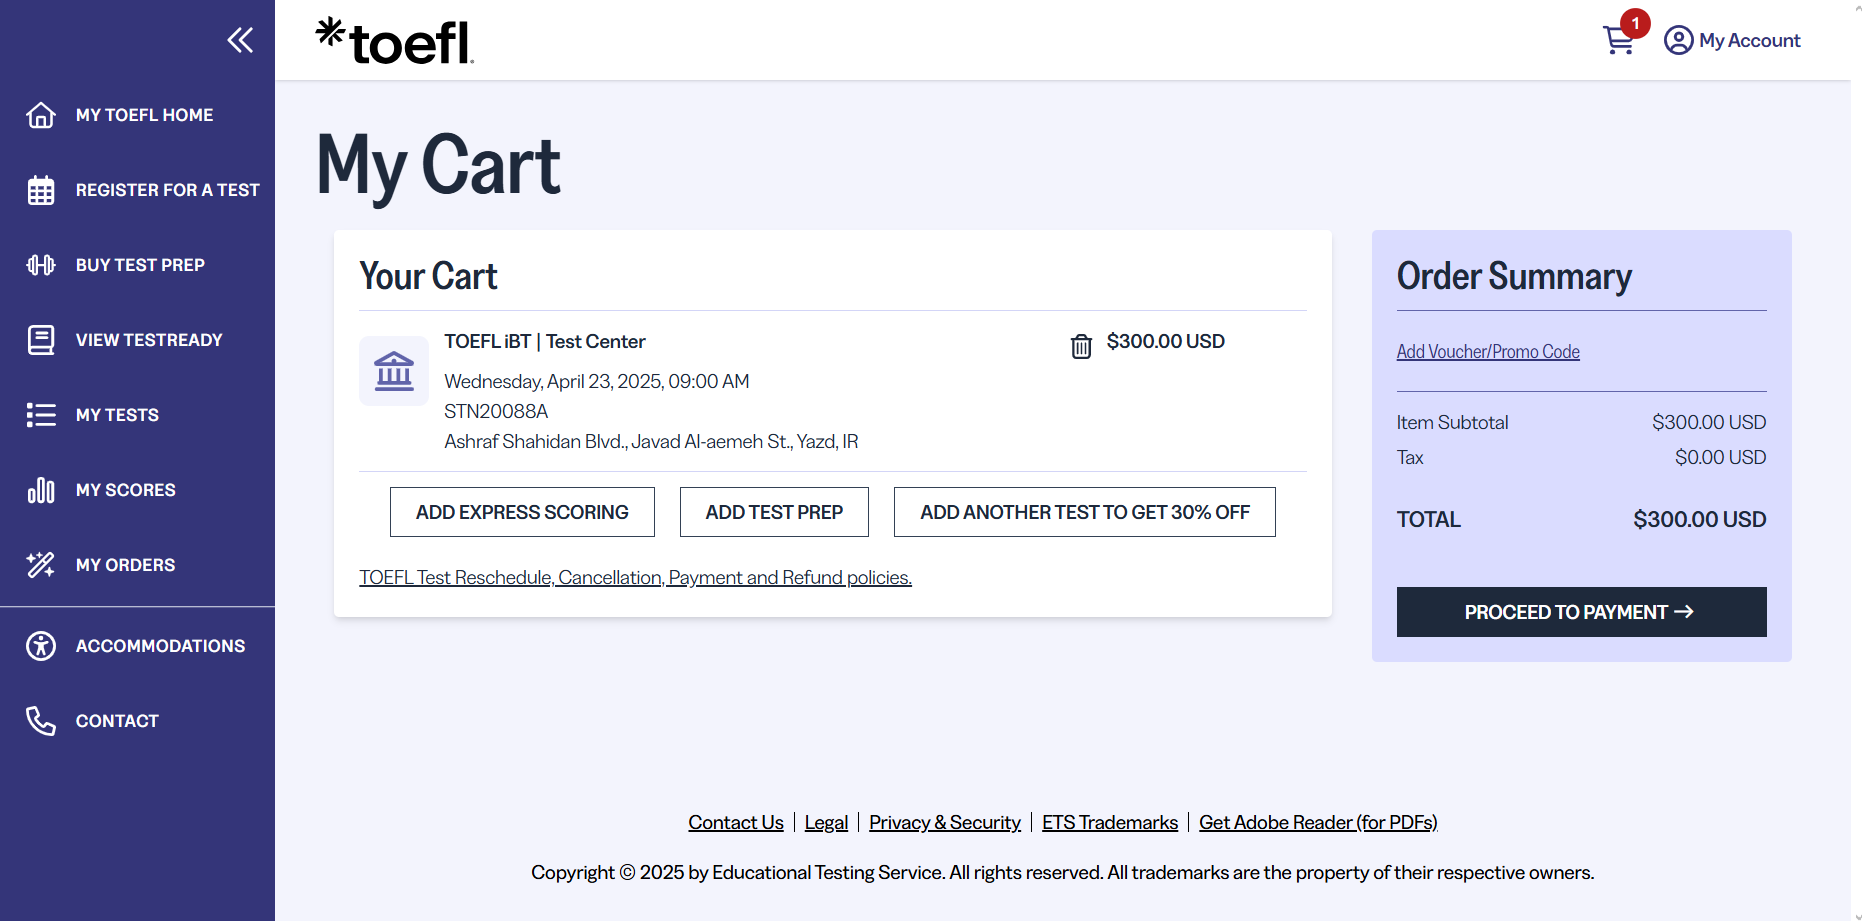 toefl.
1
My Account
MY TOEFL HOME
REGISTER FOR A TEST
BUY TEST PREP
VIEW TESTREADY
MY TESTS
MY SCORES
MY ORDERS
ACCOMMODATIONS
CONTACT
My Cart
Your Cart
TOEFL iBT | Test Center
$300.00 USD
Wednesday, April 23, 2025, 09:00 AM
STN20088A
Ashraf Shahidan Blvd., Javad Al-aemeh St., Yazd, IR
ADD EXPRESS SCORING
ADD TEST PREP
ADD ANOTHER TEST TO GET 30% OFF
TOEFL Test Reschedule, Cancellation, Payment and Refund policies.
Order Summary
Add Voucher/Promo Code
Item Subtotal $300.00 USD
Tax $0.00 USD
TOTAL $300.00 USD
PROCEED TO PAYMENT →
Contact Us | Legal | Privacy & Security | ETS Trademarks | Get Adobe Reader (for PDFs)
Copyright © 2025 by Educational Testing Service. All rights reserved. All trademarks are the property of their respective owners.